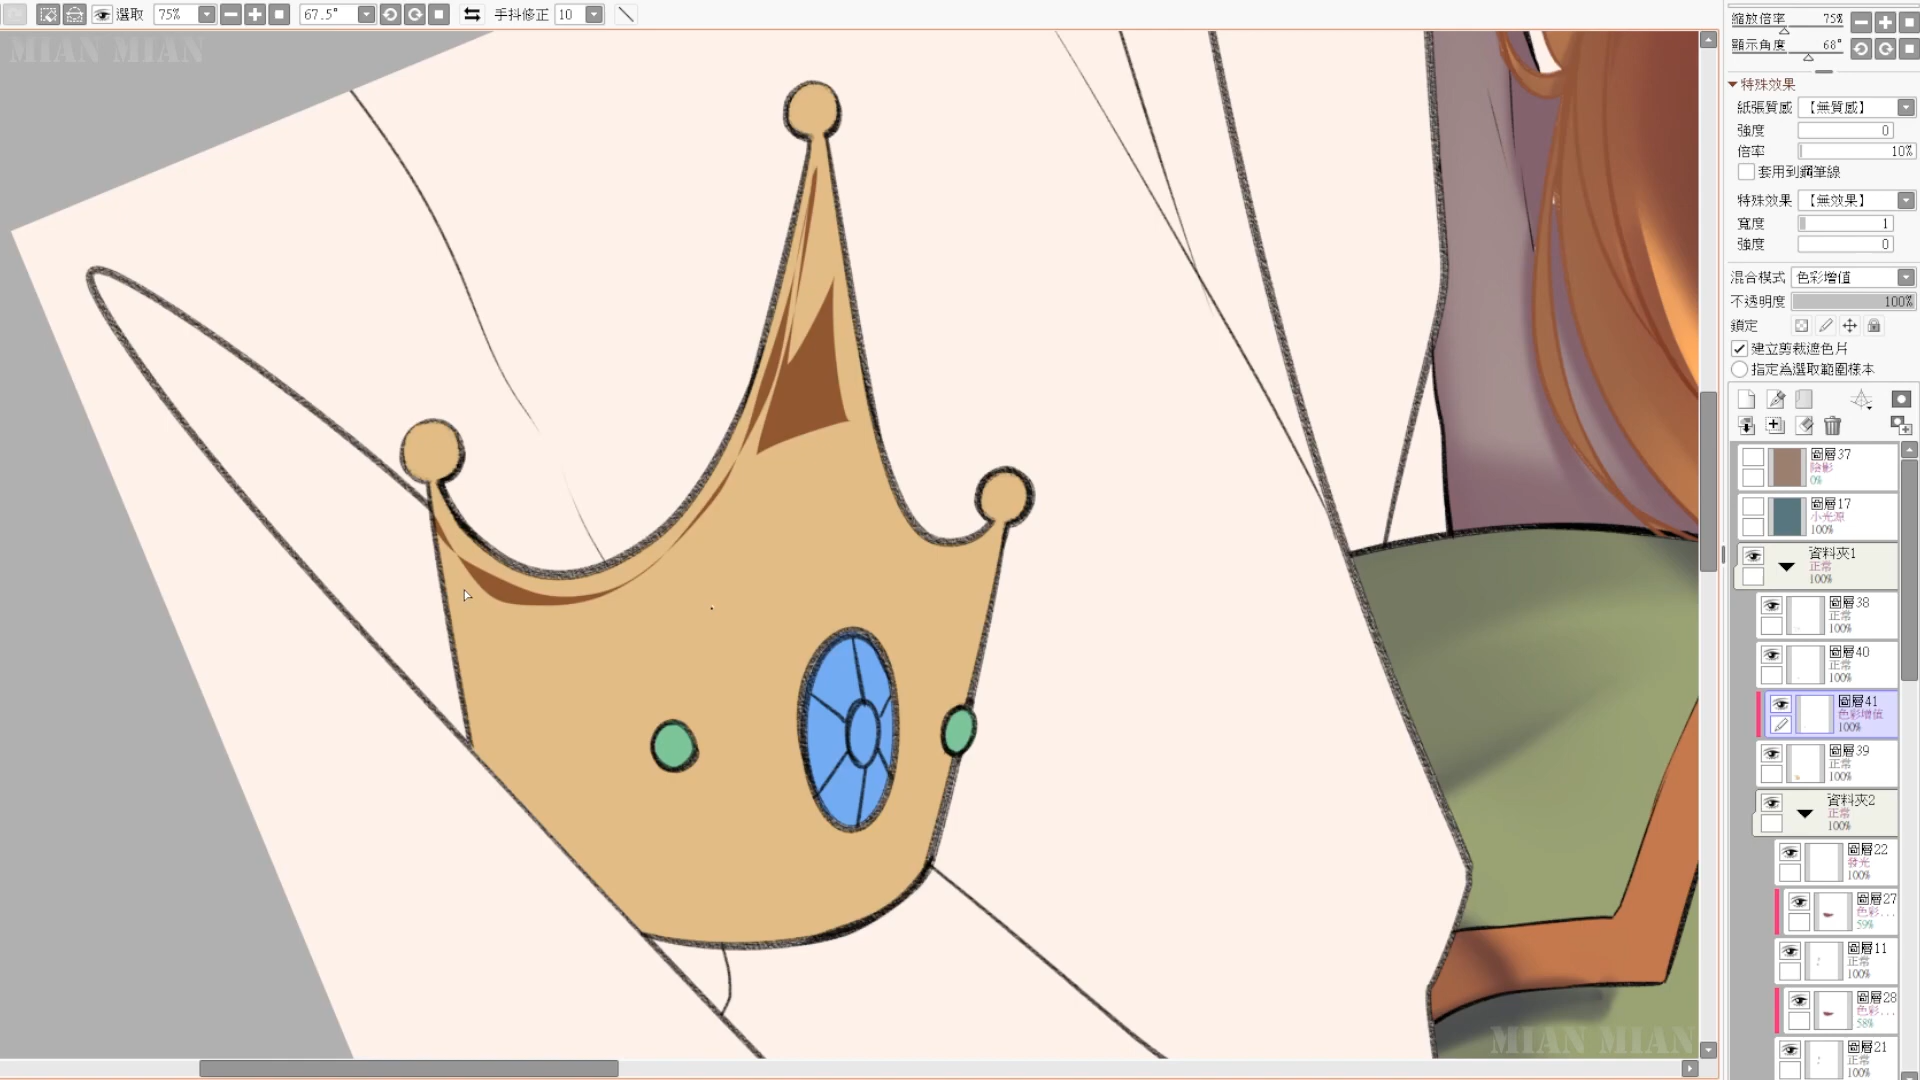 選取 75% 67.5° 手抖修正 10
MIAN MIAN
縮放倍率 75%
顯示角度 68°
特殊效果
紙張質感 【無質感】
強度 0
倍率 10%
套用到鋼筆線
特殊效果 【無效果】
寬度 1
強度 0
混合模式 色彩增值
不透明度 100%
鎖定
建立剪裁遮色片
指定為選取範圍樣本
圖層37
陰影
0%
圖層17
小光源
100%
資料夾1
正常
100%
圖層38
正常
100%
圖層40
正常
100%
圖層41
色彩增值
100%
圖層39
正常
100%
資料夾2
正常
100%
圖層22
發光
100%
圖層27
色彩...
59%
圖層11
正常
100%
圖層28
色彩...
58%
圖層21
正常
100%
MIAN MIAN